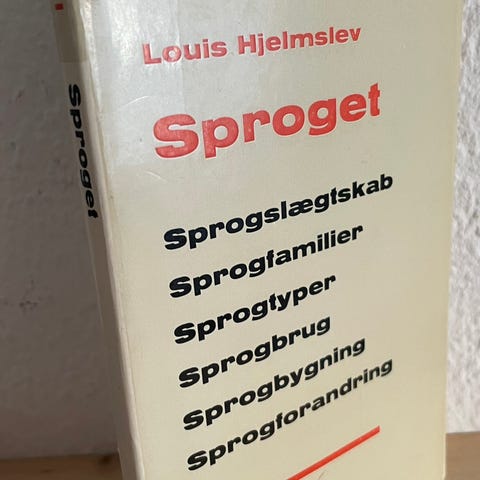 Louis Hjelmslev
Sproget
Sprogslægtskab
Sprogfamilier
Sprogtyper
Sprogbrug
Sprogbygning
Sprogforandring
Sproget